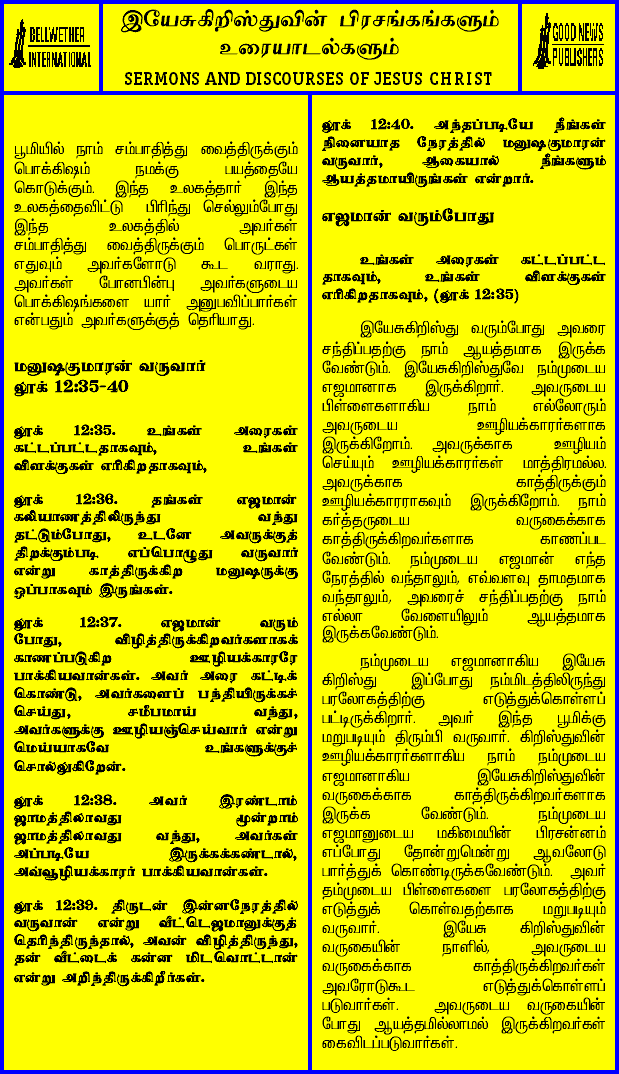 BELLWETHER
INTERNATIONAL
இயேசுகிறிஸ்துவின் பிரசங்கங்களும்
உரையாடல்களும்
SERMONS AND DISCOURSES OF JESUS CHRIST
GOOD NEWS
PUBLISHERS
பூமியில் நாம் சம்பாதித்து வைத்திருக்கும்
பொக்கிஷம் நமக்கு பயத்தையே
கொடுக்கும். இந்த உலகத்தார் இந்த
உலகத்தைவிட்டு பிரிந்து செல்லும்போது
இந்த உலகத்தில் அவர்கள்
சம்பாதித்து வைத்திருக்கும் பொருட்கள்
எதுவும் அவர்களோடு கூட வராது.
அவர்கள் போனபின்பு அவர்களுடைய
பொக்கிஷங்களை யார் அனுபவிப்பார்கள்
என்பதும் அவர்களுக்குத் தெரியாது.
மனுஷகுமாரன் வருவார்
லூக் 12:35-40
லூக் 12:35. உங்கள் அரைகள்
கட்டப்பட்டதாகவும், உங்கள்
விளக்குகள் எரிகிறதாகவும்,
லூக் 12:36. தங்கள் எஜமான்
கலியாணத்திலிருந்து வந்து
தட்டும்போது, உடனே அவருக்குத்
திறக்கும்படி எப்பொழுது வருவார்
என்று காத்திருக்கிற மனுஷருக்கு
ஒப்பாகவும் இருங்கள்.
லூக் 12:37. எஜமான் வரும்
போது, விழித்திருக்கிறவர்களாகக்
காணப்படுகிற ஊழியக்காரரே
பாக்கியவான்கள். அவர் அரை கட்டிக்
கொண்டு, அவர்களைப் பந்தியிருக்கச்
செய்து, சமீபமாய் வந்து,
அவர்களுக்கு ஊழியஞ்செய்வார் என்று
மெய்யாகவே உங்களுக்குச்
சொல்லுகிறேன்.
லூக் 12:38. அவர் இரண்டாம்
ஜாமத்திலாவது மூன்றாம்
ஜாமத்திலாவது வந்து, அவர்கள்
அப்படியே இருக்கக்கண்டால்,
அவ்வூழியக்காரர் பாக்கியவான்கள்.
லூக் 12:39. திருடன் இன்னநேரத்தில்
வருவான் என்று வீட்டெஜமானுக்குத்
தெரிந்திருந்தால், அவன் விழித்திருந்து,
தன் வீட்டைக் கன்ன மிடவொட்டான்
என்று அறிந்திருக்கிறீர்கள்.
லூக் 12:40. அந்தப்படியே நீங்கள்
நினையாத நேரத்தில் மனுஷகுமாரன்
வருவார், ஆகையால் நீங்களும்
ஆயத்தமாயிருங்கள் என்றார்.
எஜமான் வரும்போது
உங்கள் அரைகள் கட்டப்பட்ட
தாகவும், உங்கள் விளக்குகள்
எரிகிறதாகவும், (லூக் 12:35)
இயேசுகிறிஸ்து வரும்போது அவரை
சந்திப்பதற்கு நாம் ஆயத்தமாக இருக்க
வேண்டும். இயேசுகிறிஸ்துவே நம்முடைய
எஜமானாக இருக்கிறார். அவருடைய
பிள்ளைகளாகிய நாம் எல்லோரும்
அவருடைய ஊழியக்காரர்களாக
இருக்கிறோம். அவருக்காக ஊழியம்
செய்யும் ஊழியக்காரர்கள் மாத்திரமல்ல.
அவருக்காக காத்திருக்கும்
ஊழியக்காரராகவும் இருக்கிறோம். நாம்
கர்த்தருடைய வருகைக்காக
காத்திருக்கிறவர்களாக காணப்பட
வேண்டும். நம்முடைய எஜமான் எந்த
நேரத்தில் வந்தாலும், எவ்வளவு தாமதமாக
வந்தாலும், அவரைச் சந்திப்பதற்கு நாம்
எல்லா வேளையிலும் ஆயத்தமாக
இருக்கவேண்டும்.
நம்முடைய எஜமானாகிய இயேசு
கிறிஸ்து இப்போது நம்மிடத்திலிருந்து
பரலோகத்திற்கு எடுத்துக்கொள்ளப்
பட்டிருக்கிறார். அவர் இந்த பூமிக்கு
மறுபடியும் திரும்பி வருவார். கிறிஸ்துவின்
ஊழியக்காரர்களாகிய நாம் நம்முடைய
எஜமானாகிய இயேசுகிறிஸ்துவின்
வருகைக்காக காத்திருக்கிறவர்களாக
இருக்க வேண்டும். நம்முடைய
எஜமானுடைய மகிமையின் பிரசன்னம்
எப்போது தோன்றுமென்று ஆவலோடு
பார்த்துக் கொண்டிருக்கவேண்டும். அவர்
தம்முடைய பிள்ளைகளை பரலோகத்திற்கு
எடுத்துக் கொள்வதற்காக மறுபடியும்
வருவார். இயேசு கிறிஸ்துவின்
வருகையின் நாளில், அவருடைய
வருகைக்காக காத்திருக்கிறவர்கள்
அவரோடுகூட எடுத்துக்கொள்ளப்
படுவார்கள். அவருடைய வருகையின்
போது ஆயத்தமில்லாமல் இருக்கிறவர்கள்
கைவிடப்படுவார்கள்.